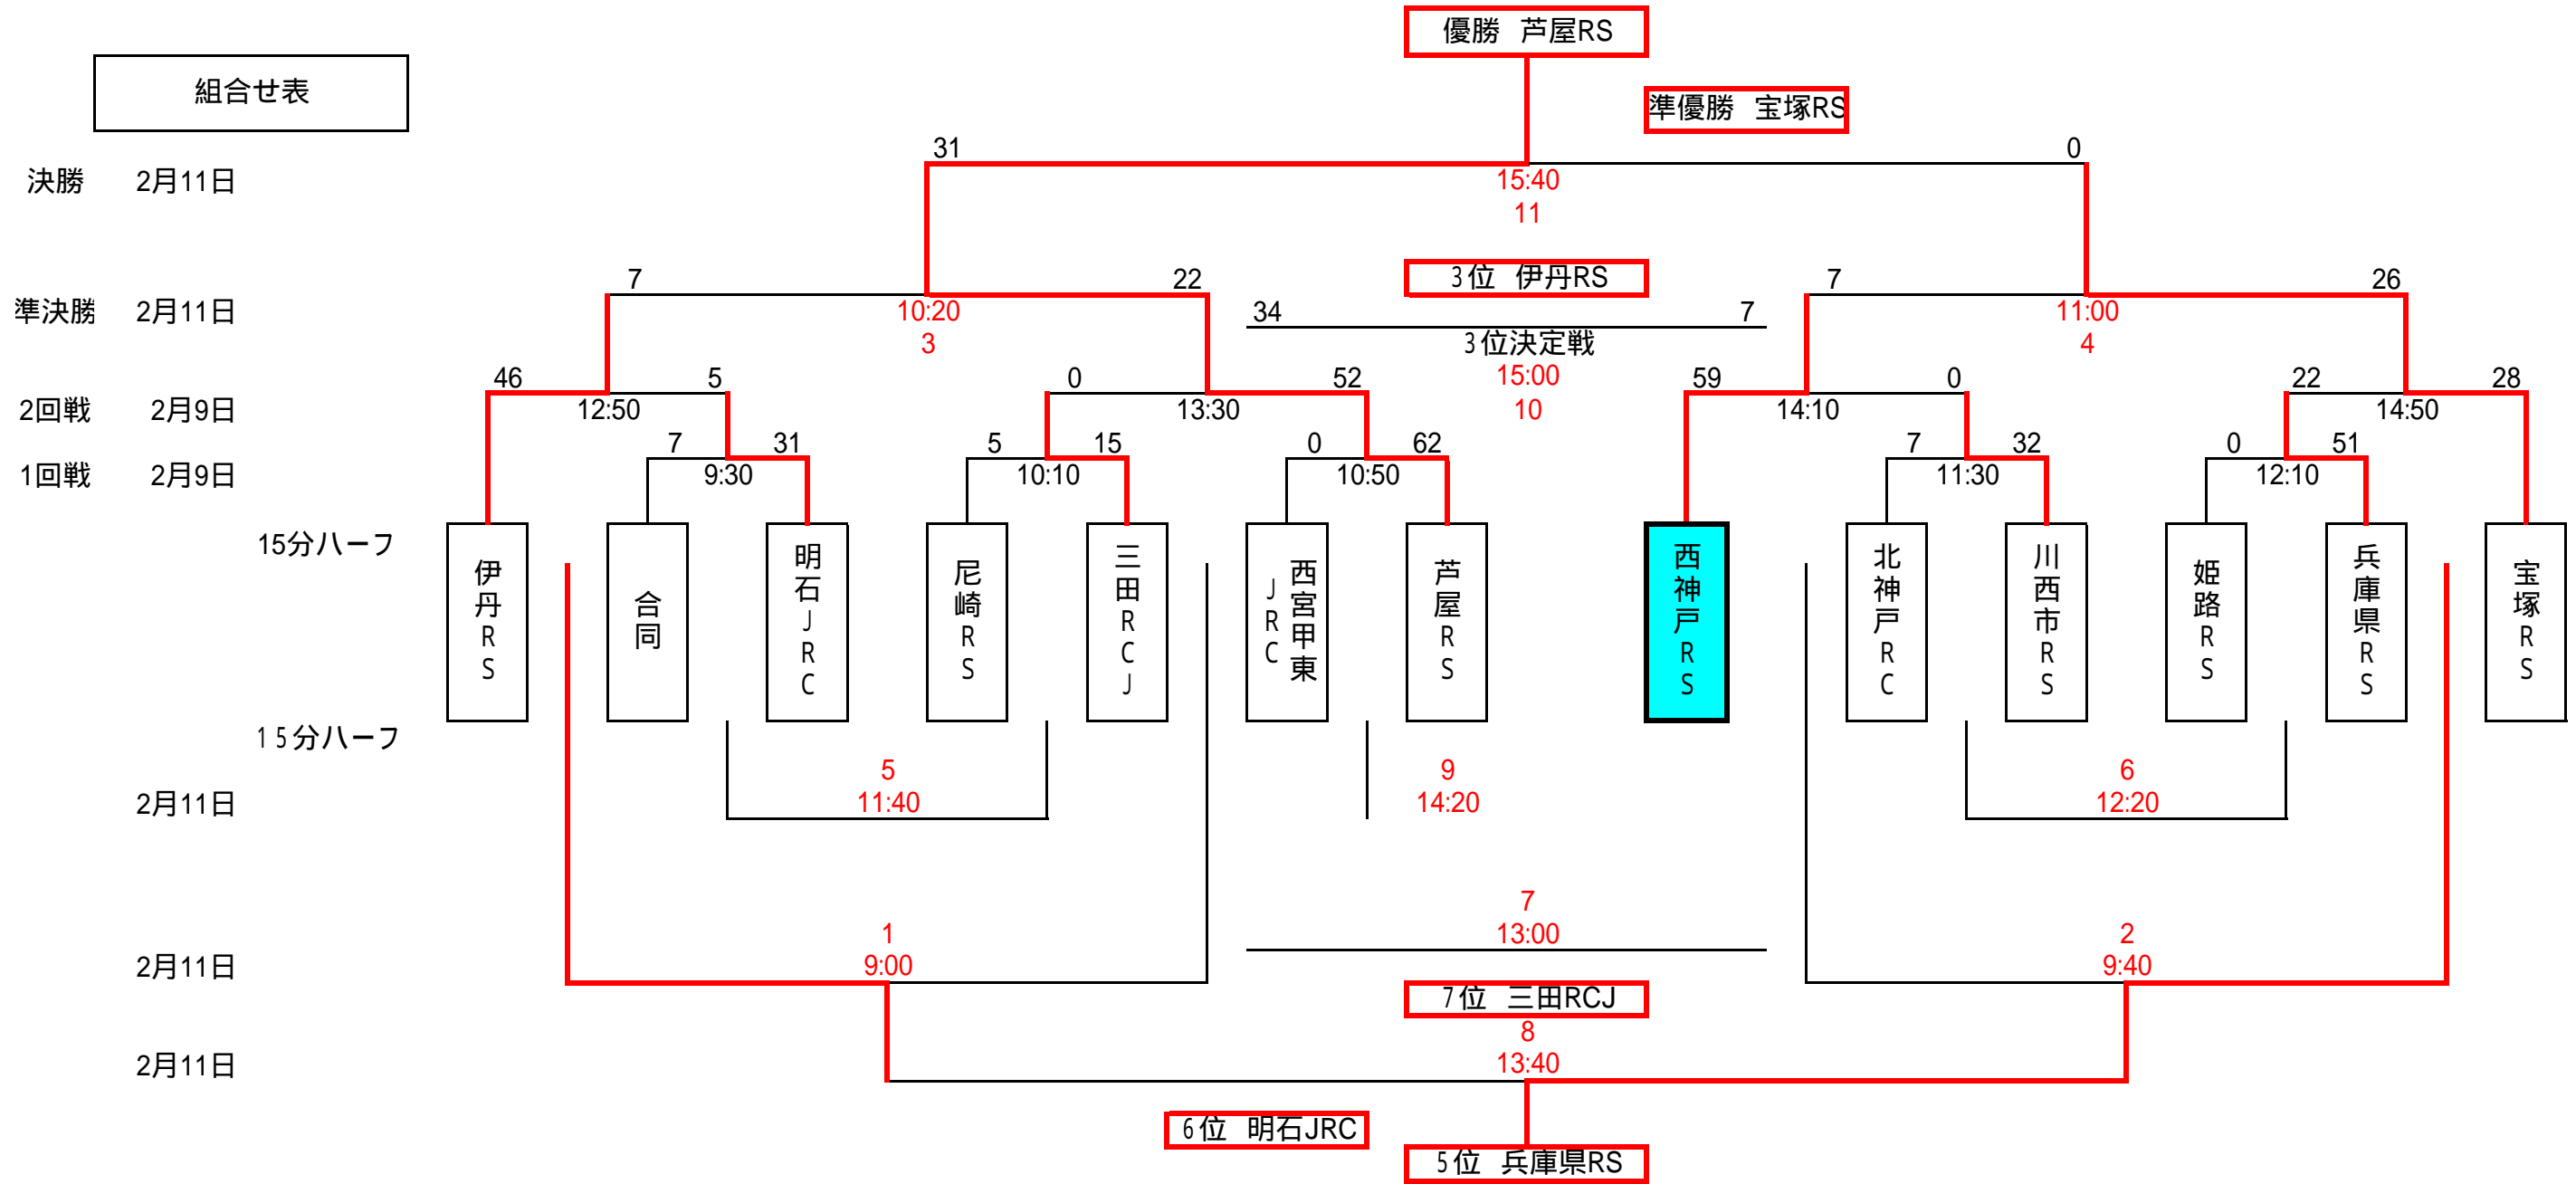 優勝 芦屋RS
組合せ表
準優勝 宝塚RS
31
0
決勝 2月11日
15:40
11
7
22
3位 伊丹RS
7
26
準決勝 2月11日
10:20
3
34
7
3位決定戦
11:00
4
15:00
10
46
5
0
52
59
0
22
28
2回戦 2月9日
12:50
13:30
14:10
14:50
7
31
5
15
0
62
7
32
0
51
1回戦 2月9日
9:30
10:10
10:50
11:30
12:10
15分ハーフ
伊丹RS
合同
明石JRC
尼崎RS
三田RCJ
西宮甲東
JRC
芦屋RS
西神戸RS
北神戸RC
川西市RS
姫路RS
兵庫県RS
宝塚RS
15分ハーフ
5
9
6
2月11日
11:40
14:20
12:20
7
13:00
1
2
2月11日
9:00
9:40
7位 三田RCJ
8
2月11日
13:40
6位 明石JRC
5位 兵庫県RS